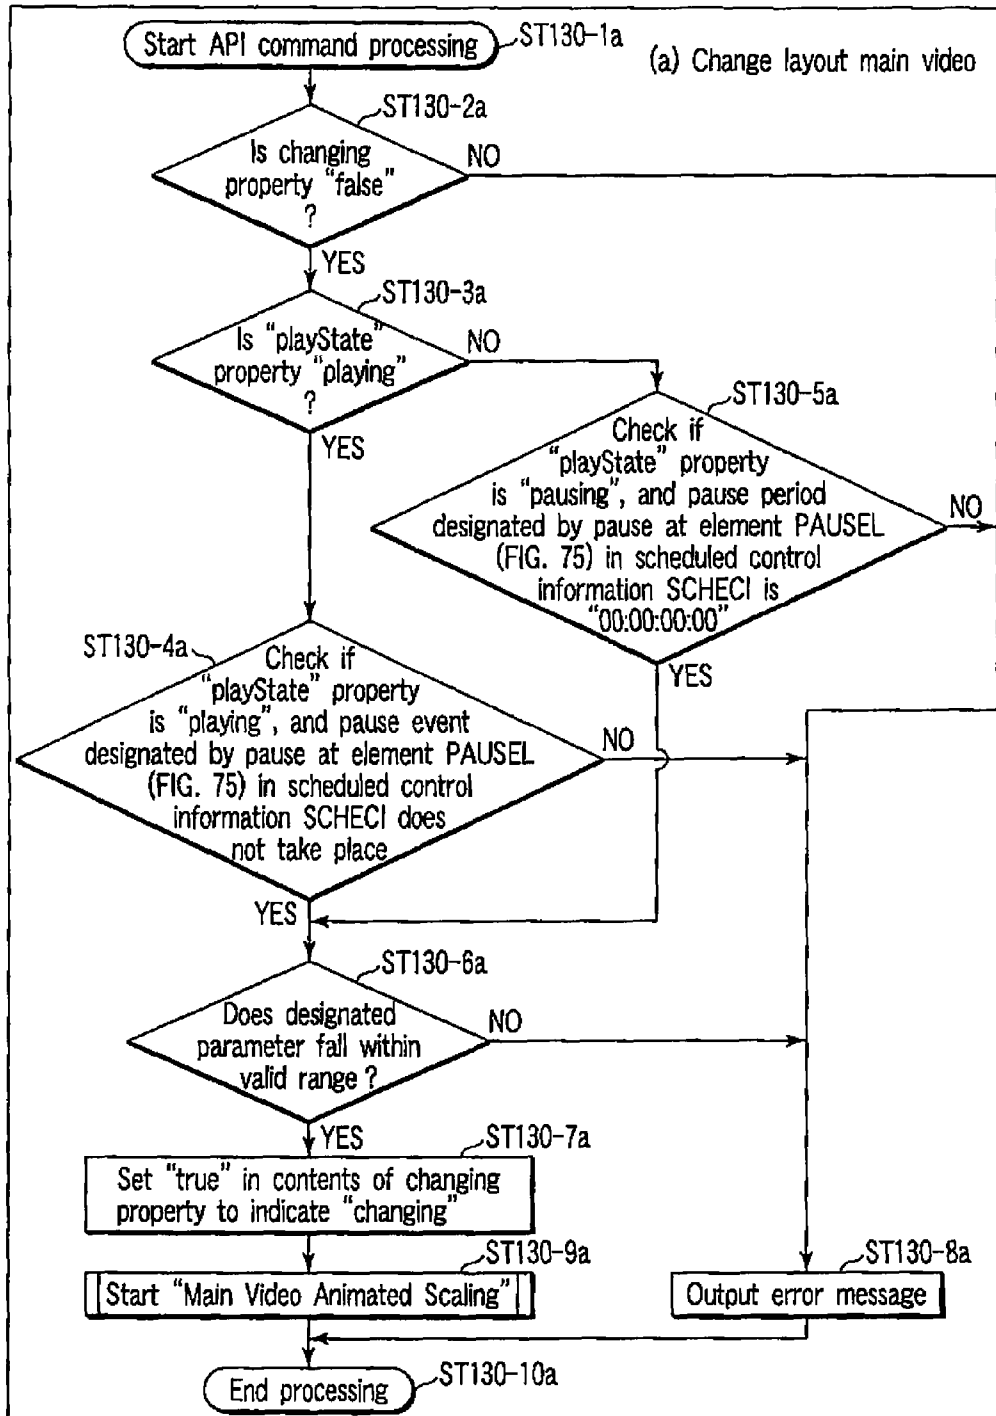 Start API command processing
ST130-1a
(a) Change layout main video
ST130-2a
Is changing
property "false"
?
NO
YES
ST130-3a
Is "playState"
property "playing"
?
NO
YES
ST130-5a
Check if
"playState" property
is "pausing", and pause period
designated by pause at element PAUSEL
(FIG. 75) in scheduled control
information SCHECI is
"00:00:00:00"
NO
YES
ST130-4a
Check if
"playState" property
is "playing", and pause event
designated by pause at element PAUSEL
(FIG. 75) in scheduled control
information SCHECI does
not take place
NO
YES
ST130-6a
Does designated
parameter fall within
valid range ?
NO
YES
ST130-7a
Set "true" in contents of changing
property to indicate "changing"
ST130-9a
Start "Main Video Animated Scaling"
ST130-8a
Output error message
End processing
ST130-10a